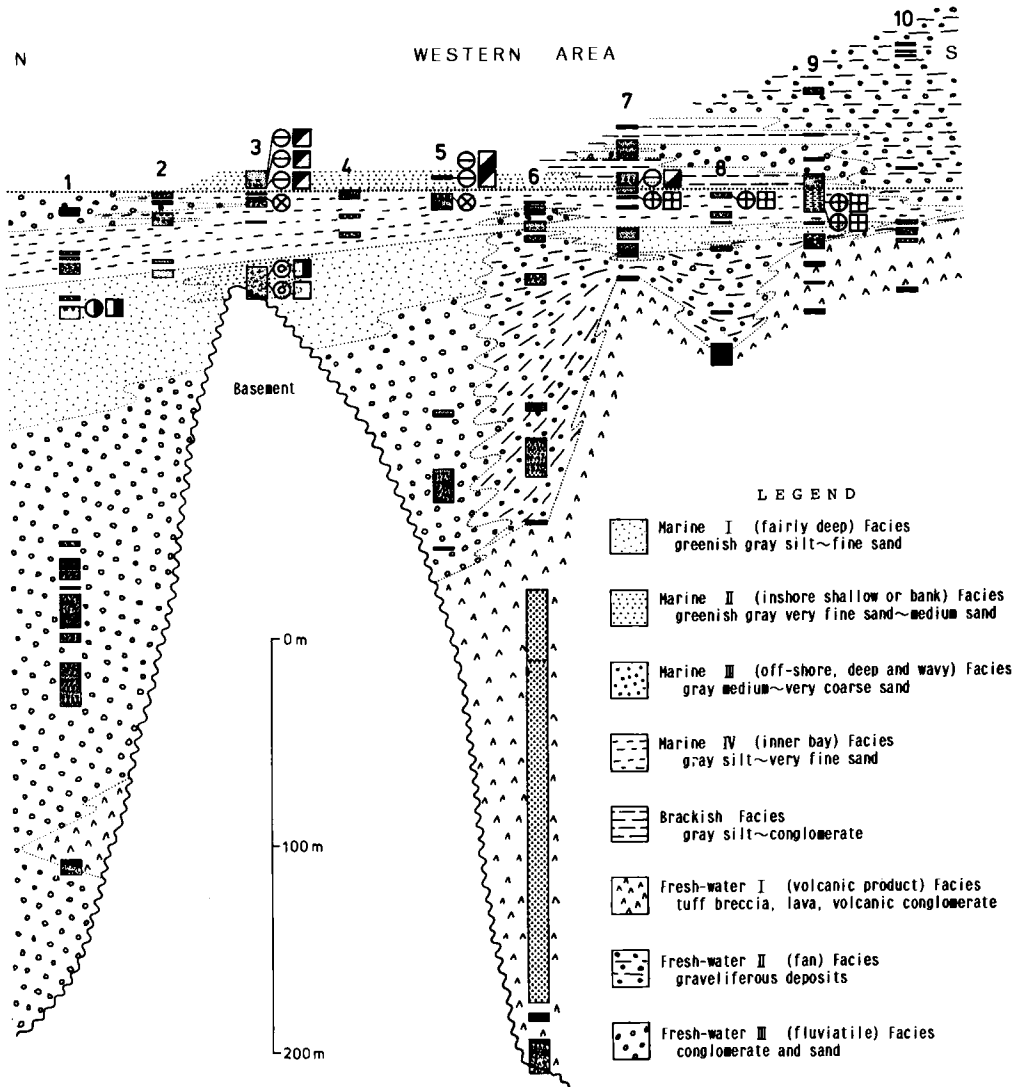 N
WESTERN AREA
S
1
2
3
4
5
6
7
8
9
10
Basement
0m
100m
200m
LEGEND
Marine I (fairly deep) Facies
greenish gray silt~fine sand
Marine II (inshore shallow or bank) Facies
greenish gray very fine sand~medium sand
Marine III (off-shore, deep and wavy) Facies
gray medium~very coarse sand
Marine IV (inner bay) Facies
gray silt~very fine sand
Brackish Facies
gray silt~conglomerate
Fresh-water I (volcanic product) Facies
tuff breccia, lava, volcanic conglomerate
Fresh-water II (fan) Facies
graveliferous deposits
Fresh-water III (fluviatile) Facies
conglomerate and sand